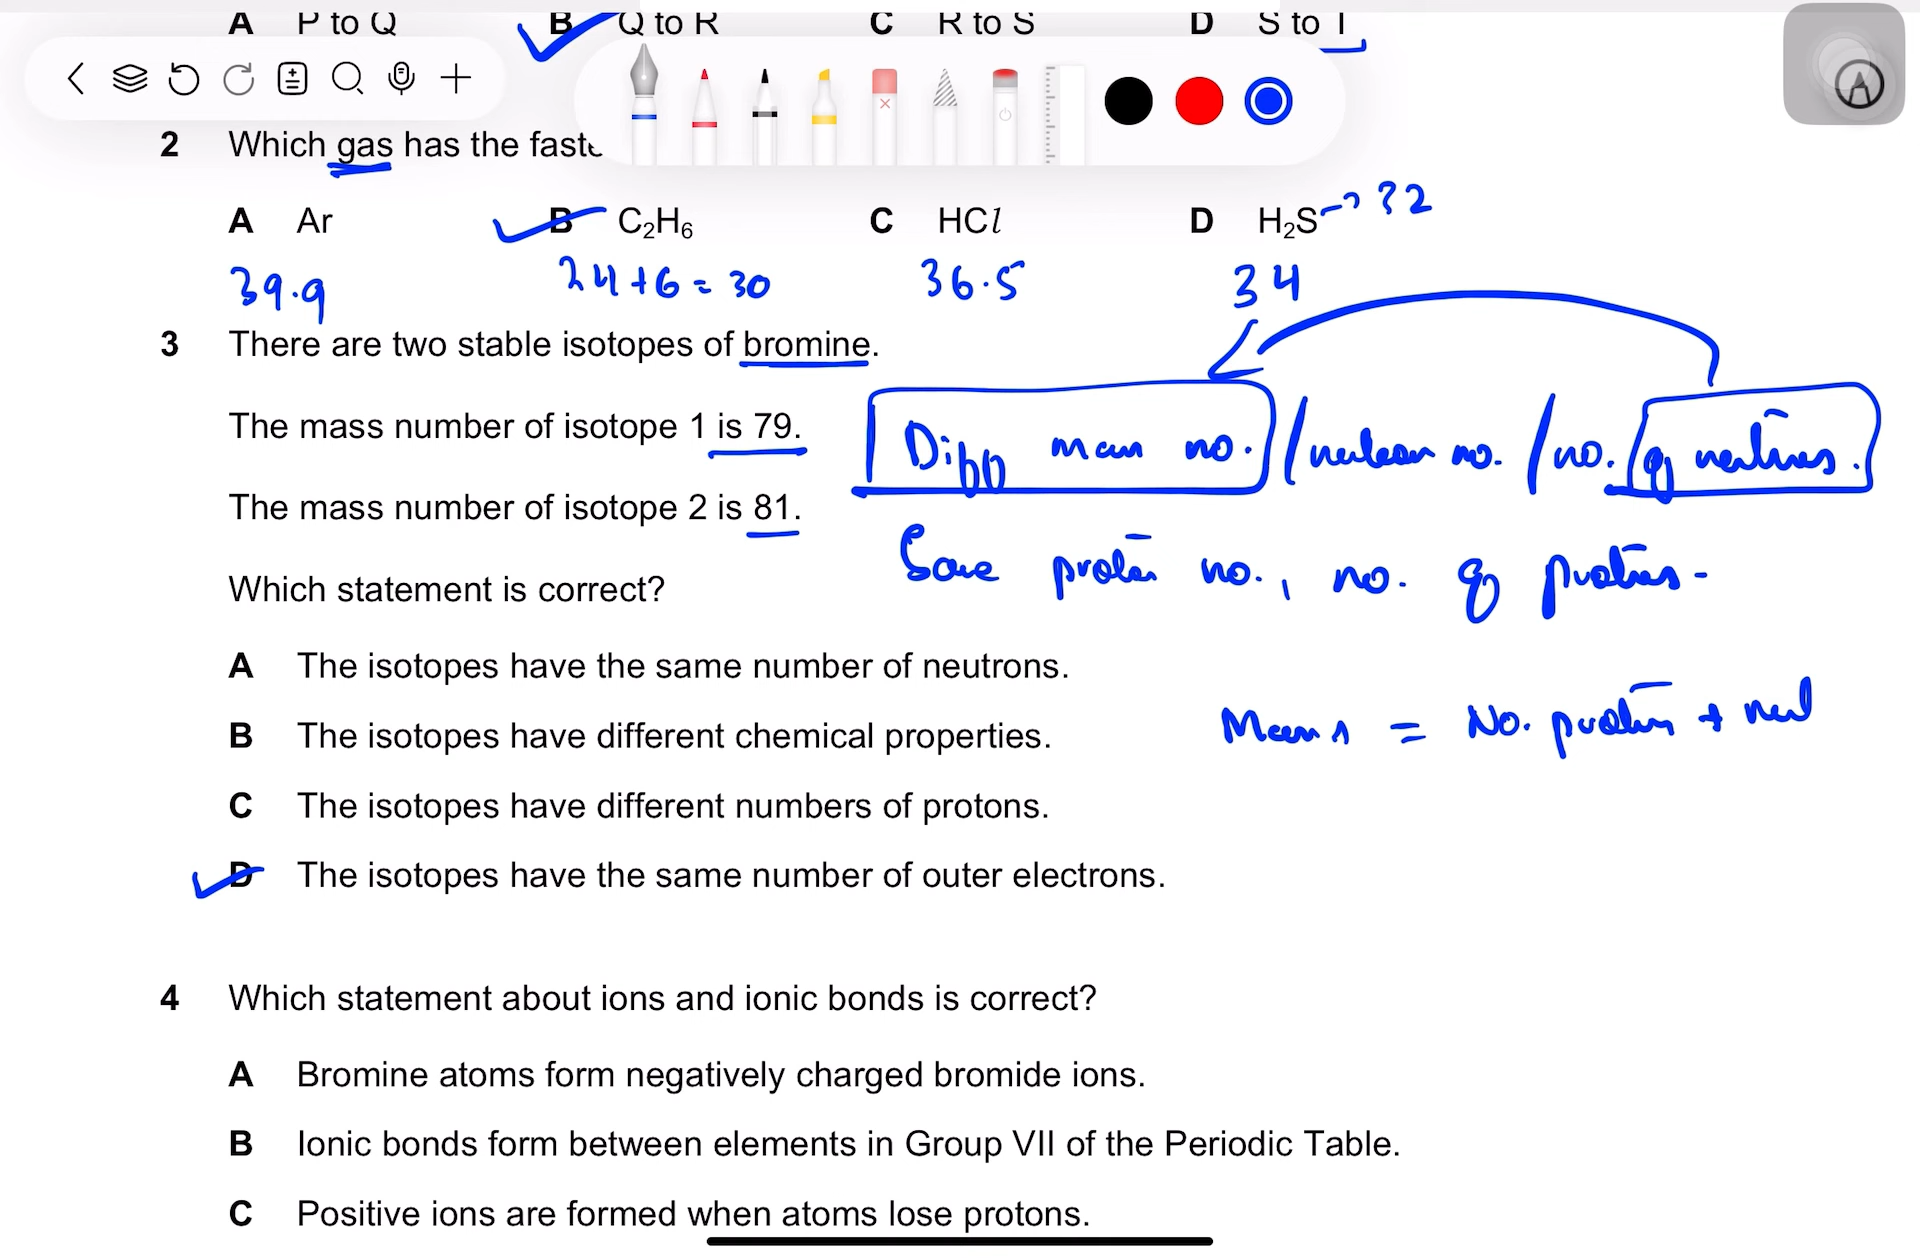 A P to Q B Q to R C R to S D S to T
2 Which gas has the faste
A Ar B C₂H₆ C HCl D H₂S → 32
39.9 24+6 = 30 36.5 34
3 There are two stable isotopes of bromine.
The mass number of isotope 1 is 79.
Diff mass no. / nucleon no. / no. of neutrons.
The mass number of isotope 2 is 81.
Same proton no., no. of protons.
Which statement is correct?
A The isotopes have the same number of neutrons.
B The isotopes have different chemical properties.
= No. proton + neut
C The isotopes have different numbers of protons.
D The isotopes have the same number of outer electrons.
4 Which statement about ions and ionic bonds is correct?
A Bromine atoms form negatively charged bromide ions.
B Ionic bonds form between elements in Group VII of the Periodic Table.
C Positive ions are formed when atoms lose protons.